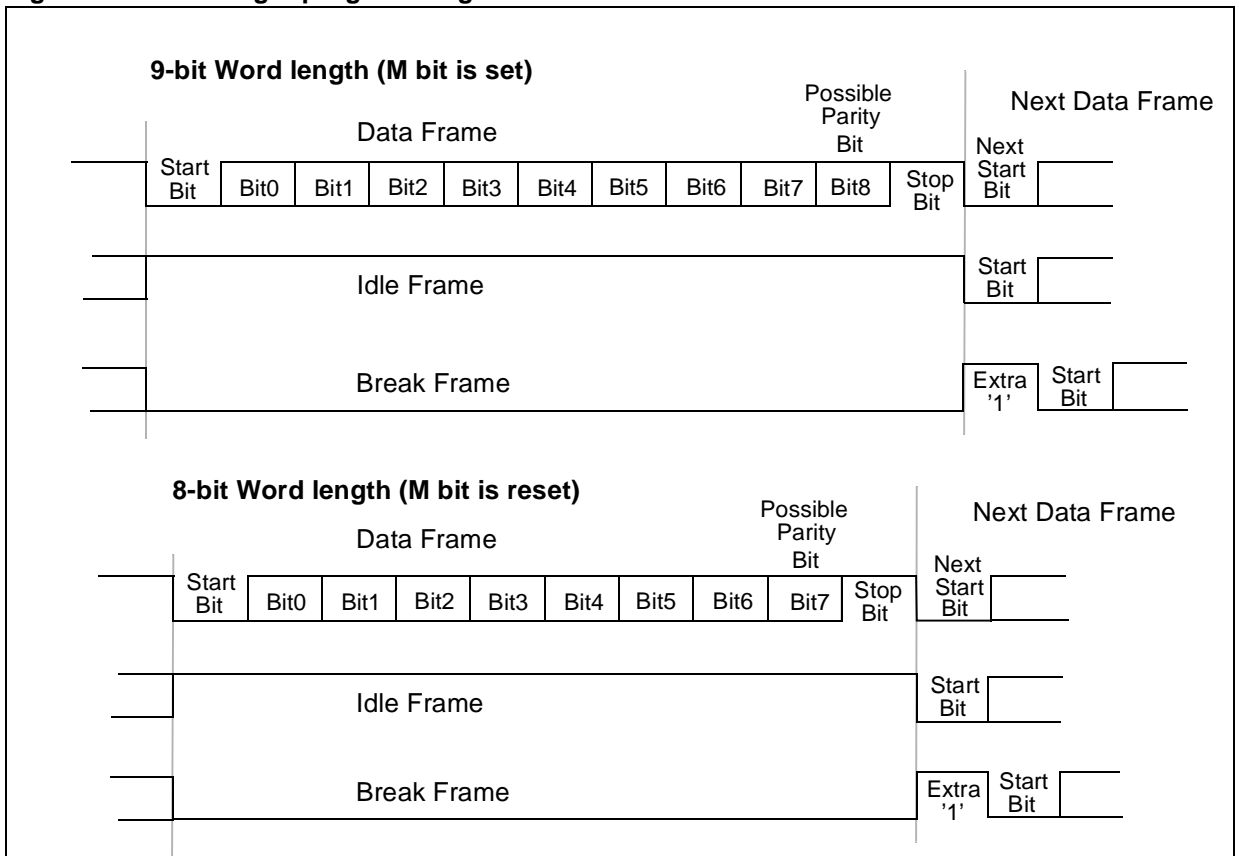 9-bit Word length (M bit is set)
Possible
Parity
Bit
Next Data Frame
Data Frame
Next
Start
Bit
Start
Bit
Bit0
Bit1
Bit2
Bit3
Bit4
Bit5
Bit6
Bit7
Bit8
Stop
Bit
Idle Frame
Start
Bit
Break Frame
Extra
'1'
Start
Bit
8-bit Word length (M bit is reset)
Possible
Parity
Bit
Next Data Frame
Data Frame
Next
Start
Bit
Start
Bit
Bit0
Bit1
Bit2
Bit3
Bit4
Bit5
Bit6
Bit7
Stop
Bit
Idle Frame
Start
Bit
Break Frame
Extra
'1'
Start
Bit